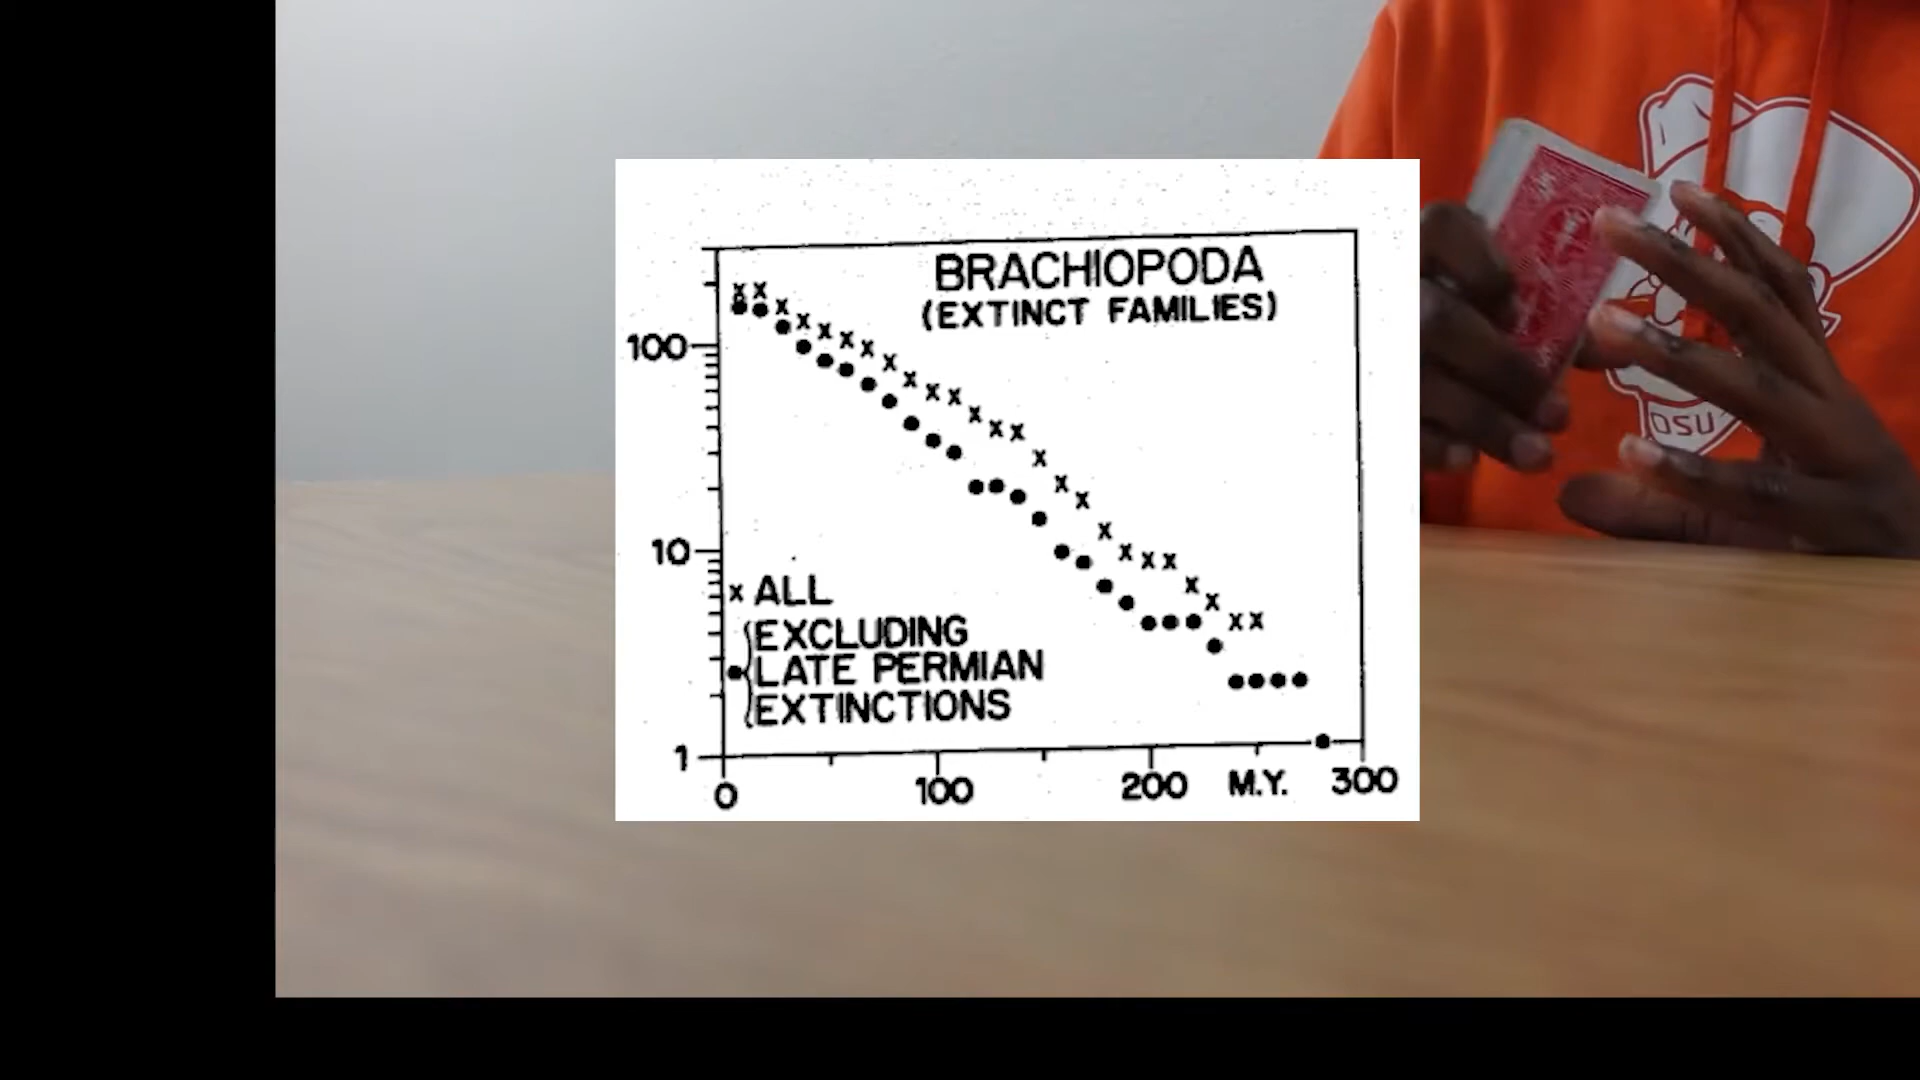 BRACHIOPODA
(EXTINCT FAMILIES)
100
10
x ALL
EXCLUDING
LATE PERMIAN
EXTINCTIONS
1
0
100
200
M.Y.
300
OSU